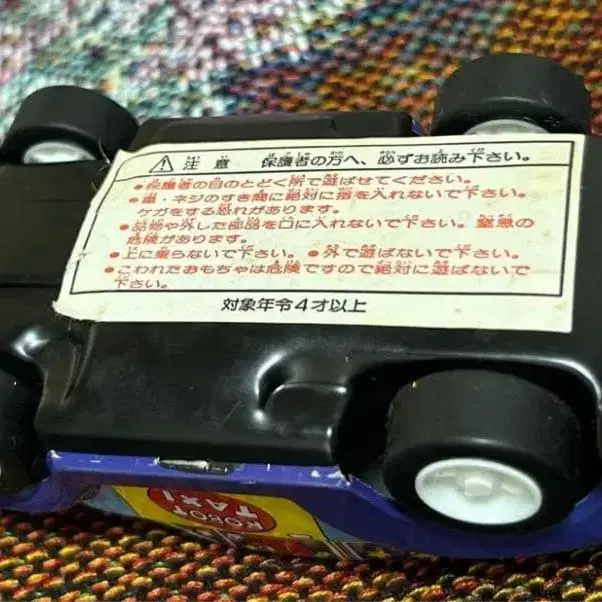 ⚠ 注意 保護者の方へ、必ずお読み下さい。
●保護者の目のとどく所で遊ばせてください。
●車・ネジのすき間に絶対に指を入れないで下さい。
ケガをする恐れがあります。
●品物や外した部品を口に入れないで下さい。窒息の
危険があります。
●上に乗らないで下さい。●外で遊ばないで下さい。
●こわれたおもちゃは危険ですので絶対に遊ばないで
下さい。
対象年令4才以上
ROBOT
TAXI